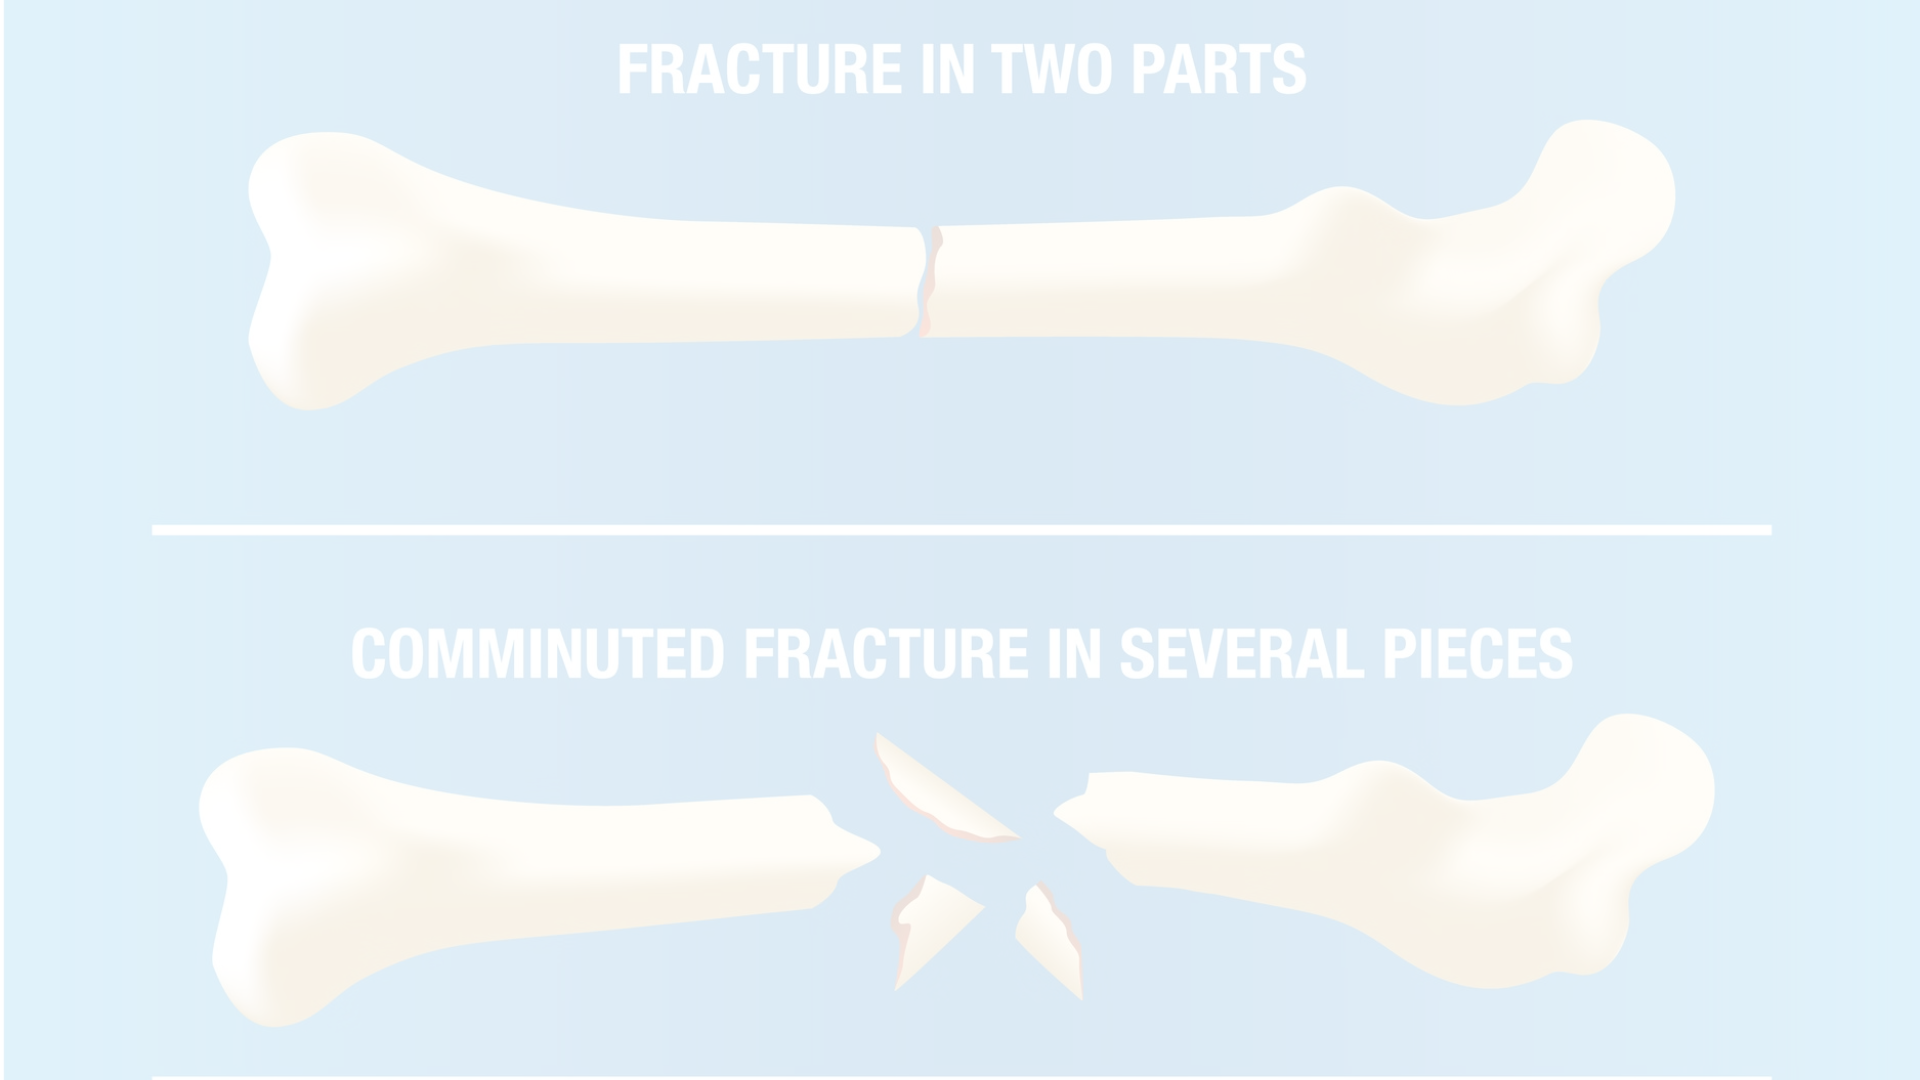 FRACTURE IN TWO PARTS
COMMINUTED FRACTURE IN SEVERAL PIECES